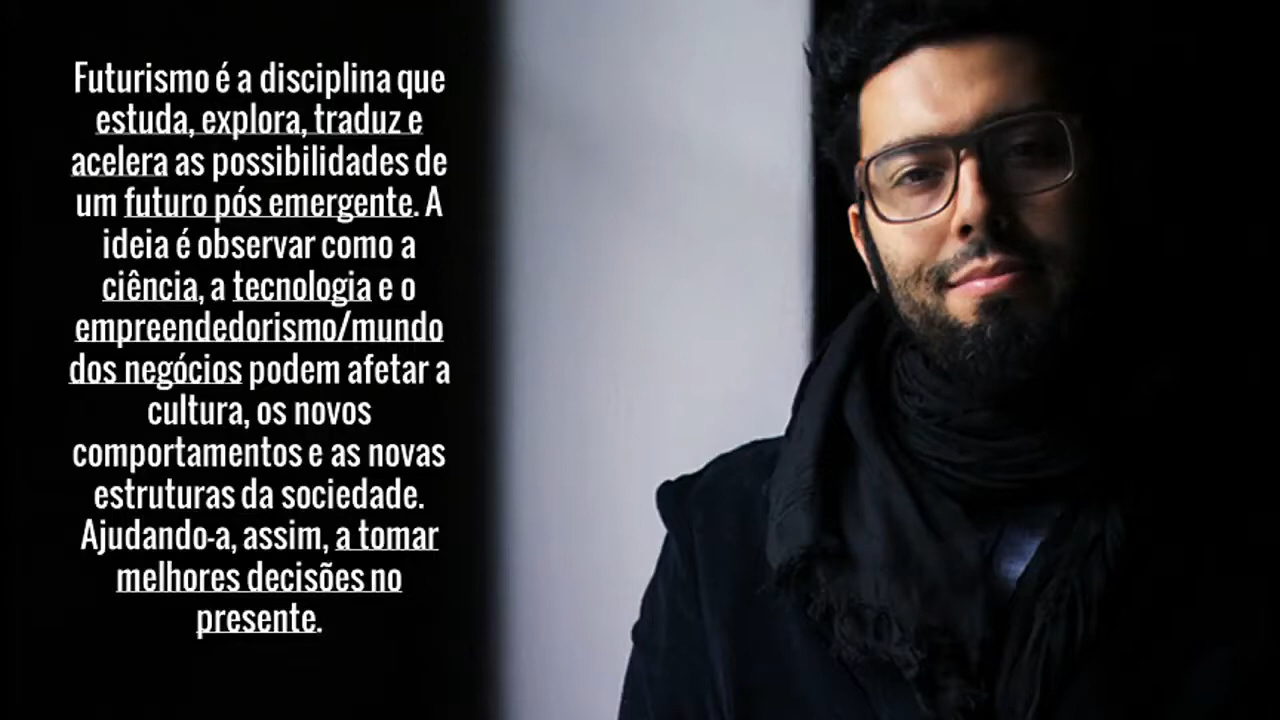 Futurismo é a disciplina que
estuda, explora, traduz e
acelera as possibilidades de
um futuro pós emergente. A
ideia é observar como a
ciência, a tecnologia e o
empreendedorismo/mundo
dos negócios podem afetar a
cultura, os novos
comportamentos e as novas
estruturas da sociedade.
Ajudando-a, assim, a tomar
melhores decisões no
presente.